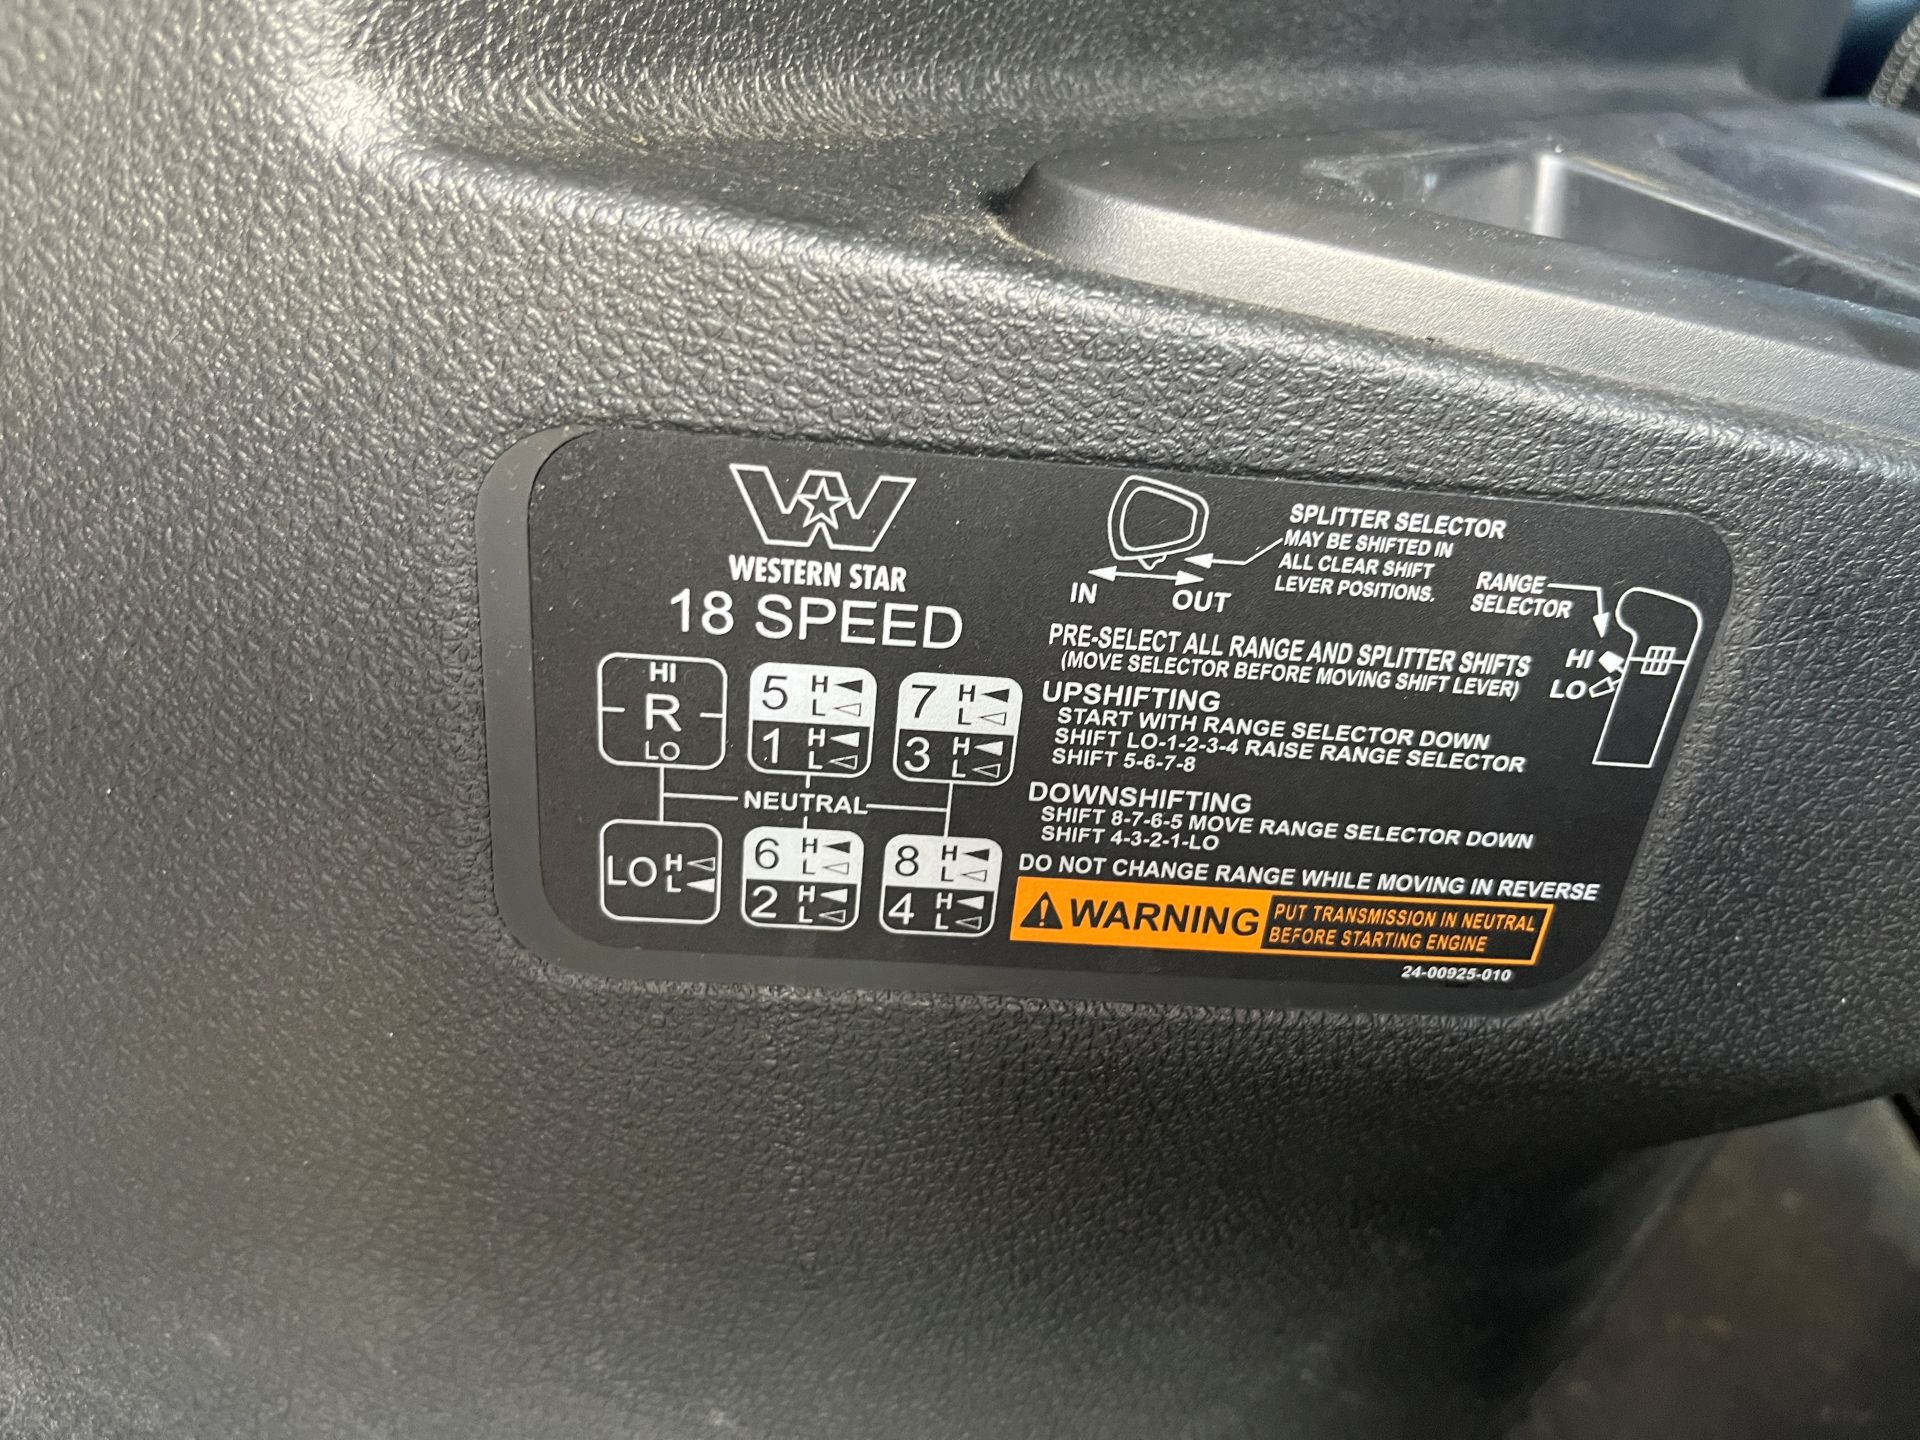 WESTERN STAR
18 SPEED
HI
R
LO
5 H L
1 H L
7 H L
3 H L
NEUTRAL
LO H L
6 H L
2 H L
8 H L
4 H L
SPLITTER SELECTOR
MAY BE SHIFTED IN
ALL CLEAR SHIFT
LEVER POSITIONS.
IN OUT
RANGE
SELECTOR
HI
LO
PRE-SELECT ALL RANGE AND SPLITTER SHIFTS
(MOVE SELECTOR BEFORE MOVING SHIFT LEVER)
UPSHIFTING
START WITH RANGE SELECTOR DOWN
SHIFT LO-1-2-3-4 RAISE RANGE SELECTOR
SHIFT 5-6-7-8
DOWNSHIFTING
SHIFT 8-7-6-5 MOVE RANGE SELECTOR DOWN
SHIFT 4-3-2-1-LO
DO NOT CHANGE RANGE WHILE MOVING IN REVERSE
WARNING
PUT TRANSMISSION IN NEUTRAL
BEFORE STARTING ENGINE
24-00925-010